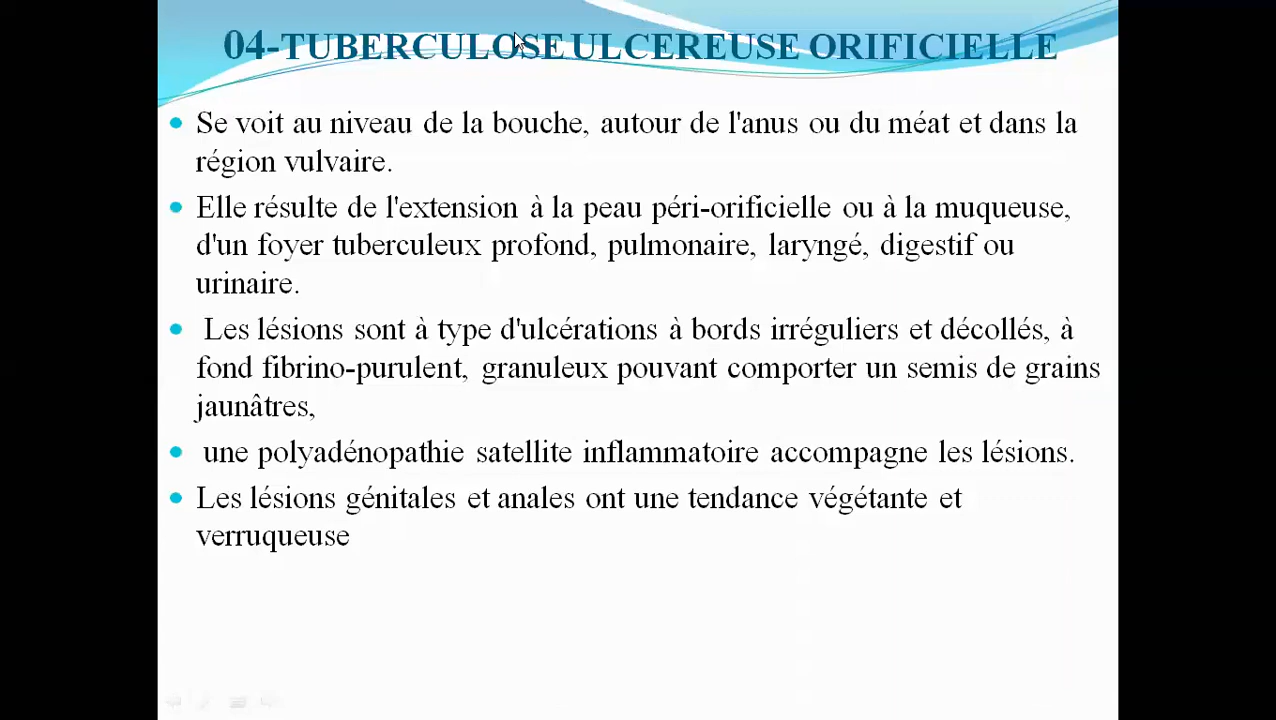 04-TUBERCULOSE ULCEREUSE ORIFICIELLE
Se voit au niveau de la bouche, autour de l'anus ou du méat et dans la
région vulvaire.
Elle résulte de l'extension à la peau péri-orificielle ou à la muqueuse,
d'un foyer tuberculeux profond, pulmonaire, laryngé, digestif ou
urinaire.
Les lésions sont à type d'ulcérations à bords irréguliers et décollés, à
fond fibrino-purulent, granuleux pouvant comporter un semis de grains
jaunâtres,
une polyadénopathie satellite inflammatoire accompagne les lésions.
Les lésions génitales et anales ont une tendance végétante et
verruqueuse